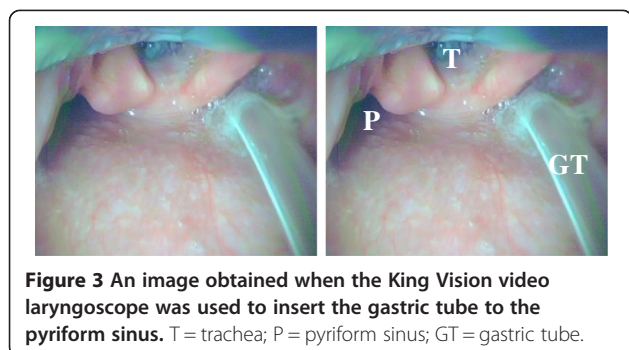 T
P
GT
Figure 3 An image obtained when the King Vision video
laryngoscope was used to insert the gastric tube to the
pyriform sinus. T = trachea; P = pyriform sinus; GT = gastric tube.